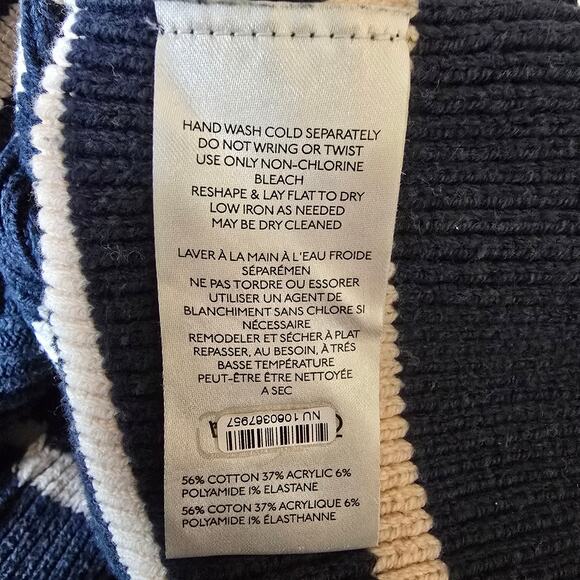 HAND WASH COLD SEPARATELY
DO NOT WRING OR TWIST
USE ONLY NON-CHLORINE
BLEACH
RESHAPE & LAY FLAT TO DRY
LOW IRON AS NEEDED
MAY BE DRY CLEANED
LAVER À LA MAIN À L'EAU FROIDE
SÉPARÉMEN
NE PAS TORDRE OU ESSORER
UTILISER UN AGENT DE
BLANCHIMENT SANS CHLORE SI
NÉCESSAIRE
REMODELER ET SÉCHER À PLAT
REPASSER, AU BESOIN, À TRÉS
BASSE TEMPÉRATURE
PEUT-ÊTRE ÊTRE NETTOYÉE
A SEC
NU 1080387957
56% COTTON 37% ACRYLIC 6%
POLYAMIDE 1% ELASTANE
56% COTON 37% ACRYLIQUE 6%
POLYAMIDE 1% ÉLASTHANNE